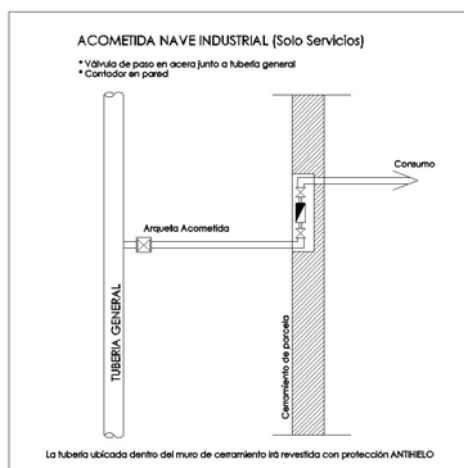 ACOMETIDA NAVE INDUSTRIAL (Solo Servicios)
* Válvula de paso en acera junto a tubería general
* Contador en pared
Consumo
Arqueta Acometida
TUBERIA GENERAL
Cerramiento de parcela
La tubería ubicada dentro del muro de cerramiento irá revestida con protección ANTIHIELO